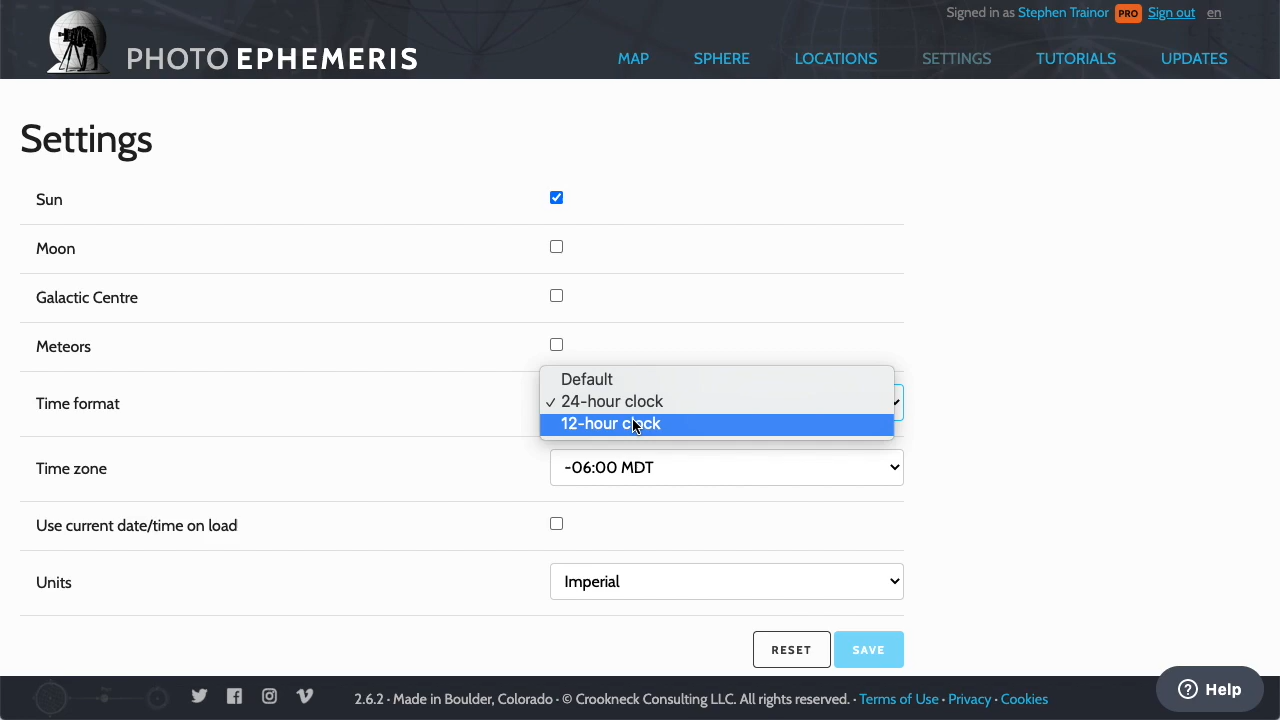 Signed in as Stephen Trainor PRO Sign out en
PHOTO EPHEMERIS
MAP SPHERE LOCATIONS SETTINGS TUTORIALS UPDATES
Settings
Sun
Moon
Galactic Centre
Meteors
Default
Time format
✓ 24-hour clock
12-hour clock
Time zone -06:00 MDT
Use current date/time on load
Units Imperial
RESET SAVE
2.6.2 · Made in Boulder, Colorado · © Crookneck Consulting LLC. All rights reserved. · Terms of Use · Privacy · Cookies
? Help